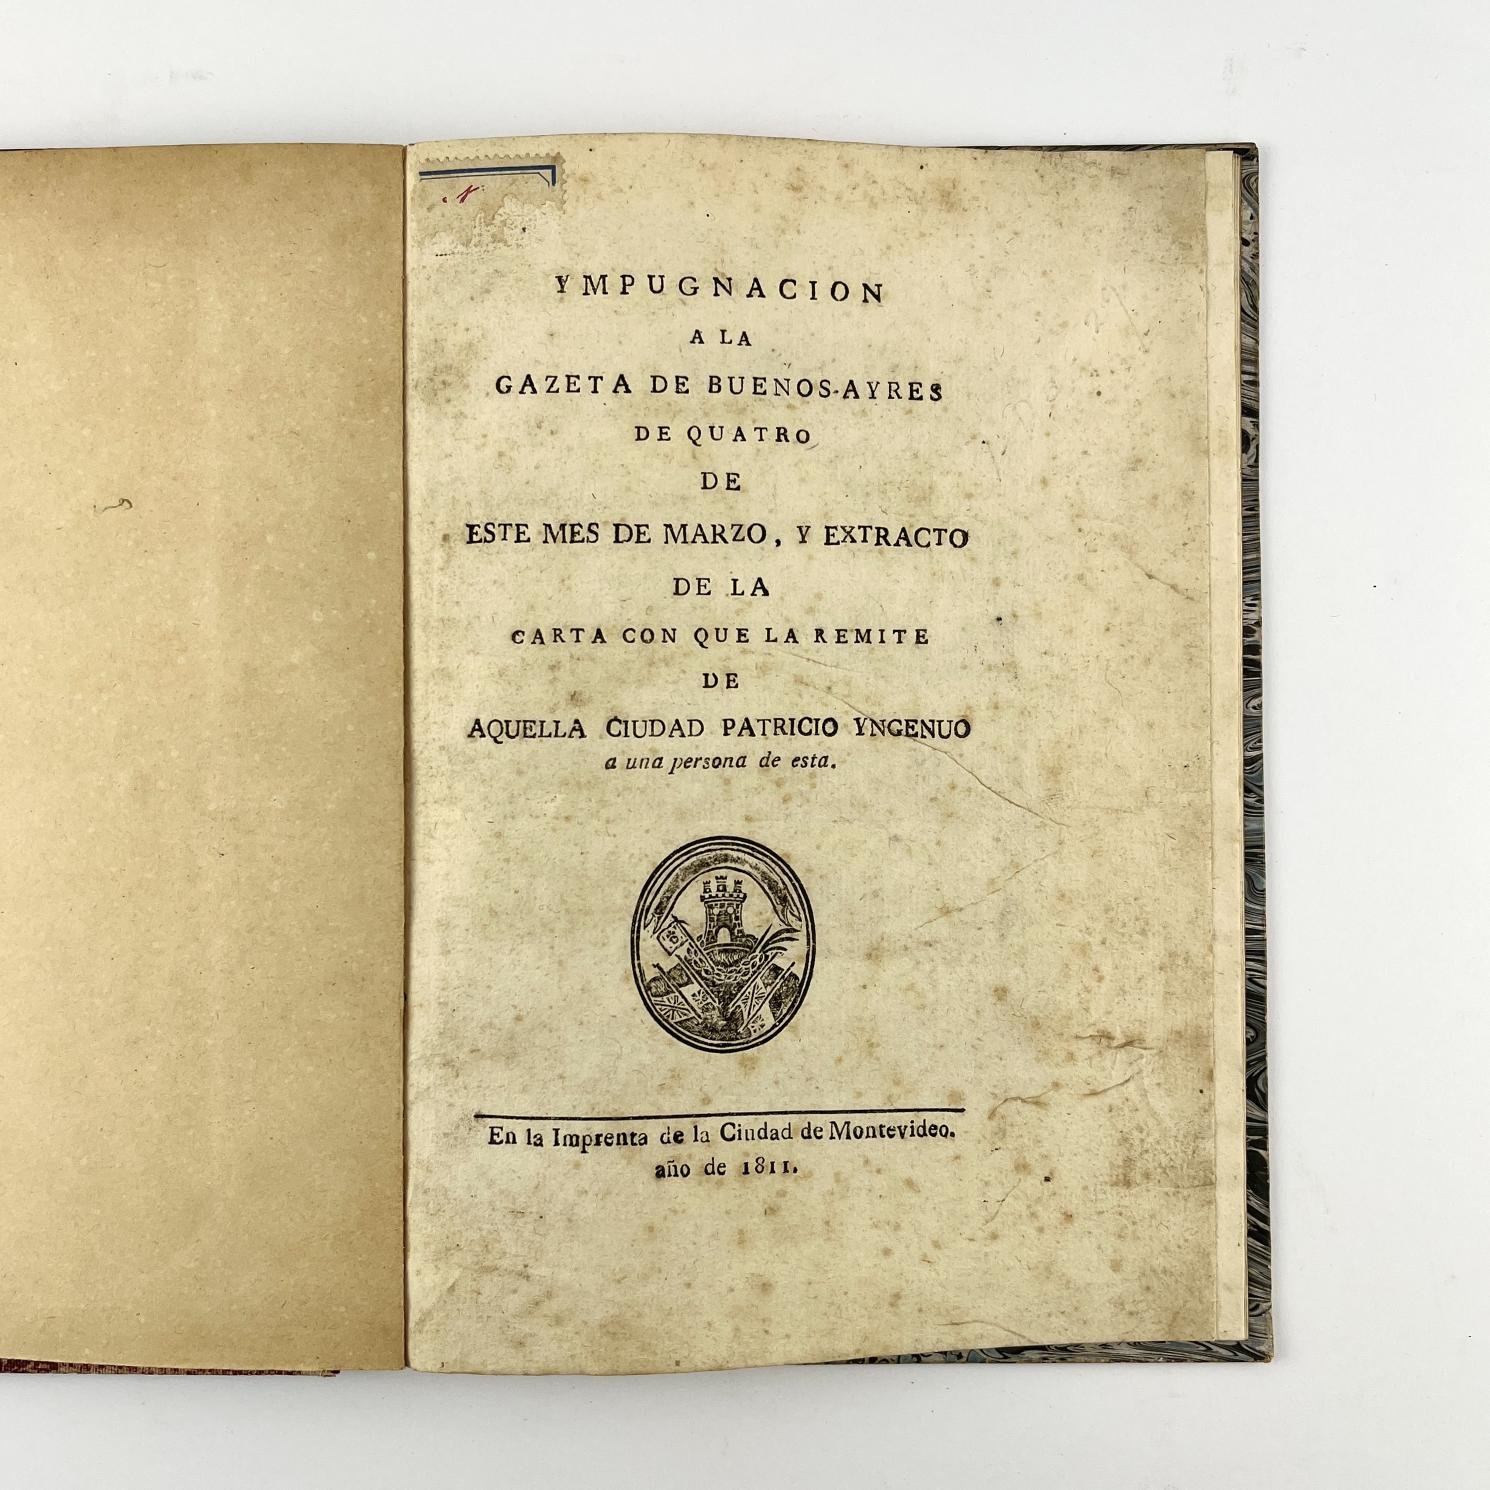 YMPUGNACION
A LA
GAZETA DE BUENOS-AYRES
DE QUATRO
DE
ESTE MES DE MARZO, Y EXTRACTO
DE LA
CARTA CON QUE LA REMITE
DE
AQUELLA CIUDAD PATRICIO YNGENUO
a una persona de esta.
En la Imprenta de la Ciudad de Montevideo.
año de 1811.